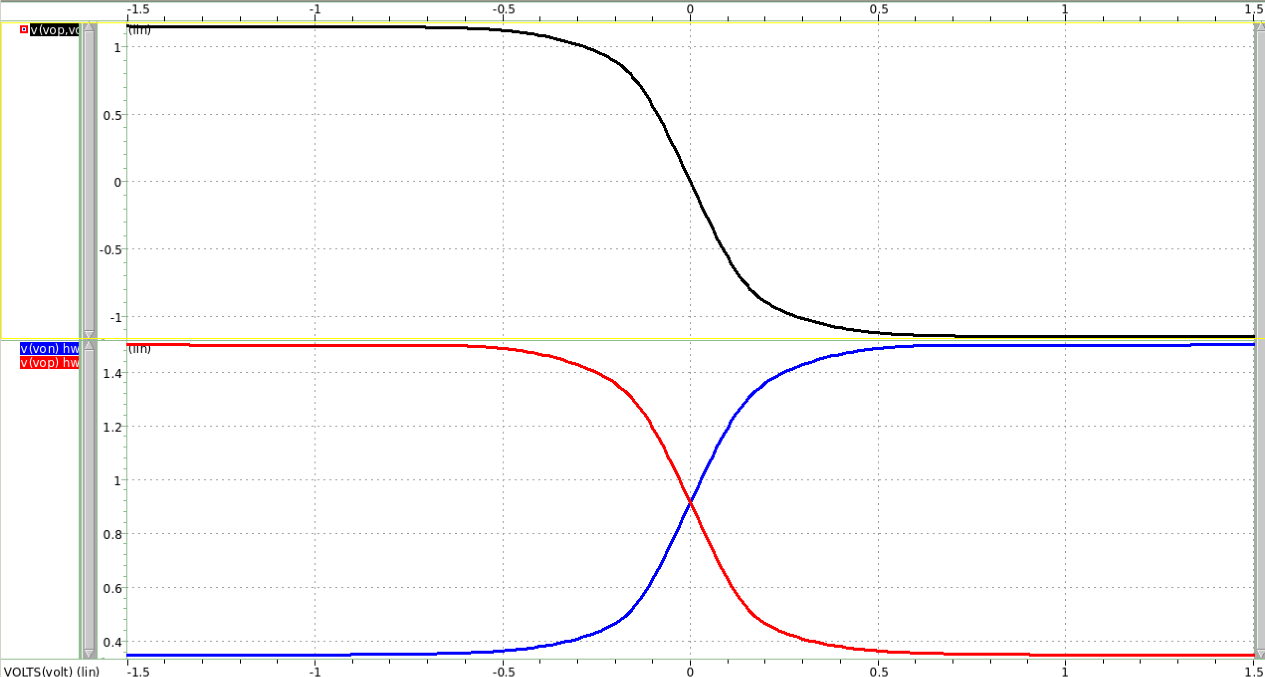 -1.5 -1 -0.5 0 0.5 1 1.5
v(vop,vo
(lin)
1
0.5
0
-0.5
-1
v(von) hw
v(vop) hw
(lin)
1.4
1.2
1
0.8
0.6
0.4
VOLTS(volt) (lin) -1.5 -1 -0.5 0 0.5 1 1.5